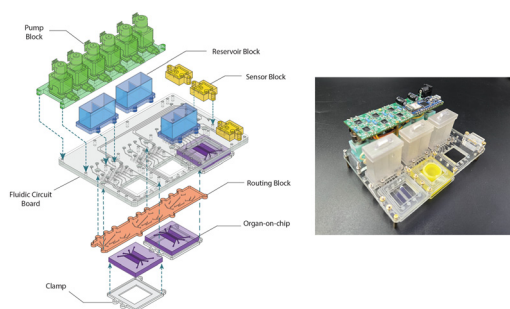 Pump
Block
Reservoir Block
Sensor Block
Fluidic Circuit
Board
Routing Block
Organ-on-chip
Clamp